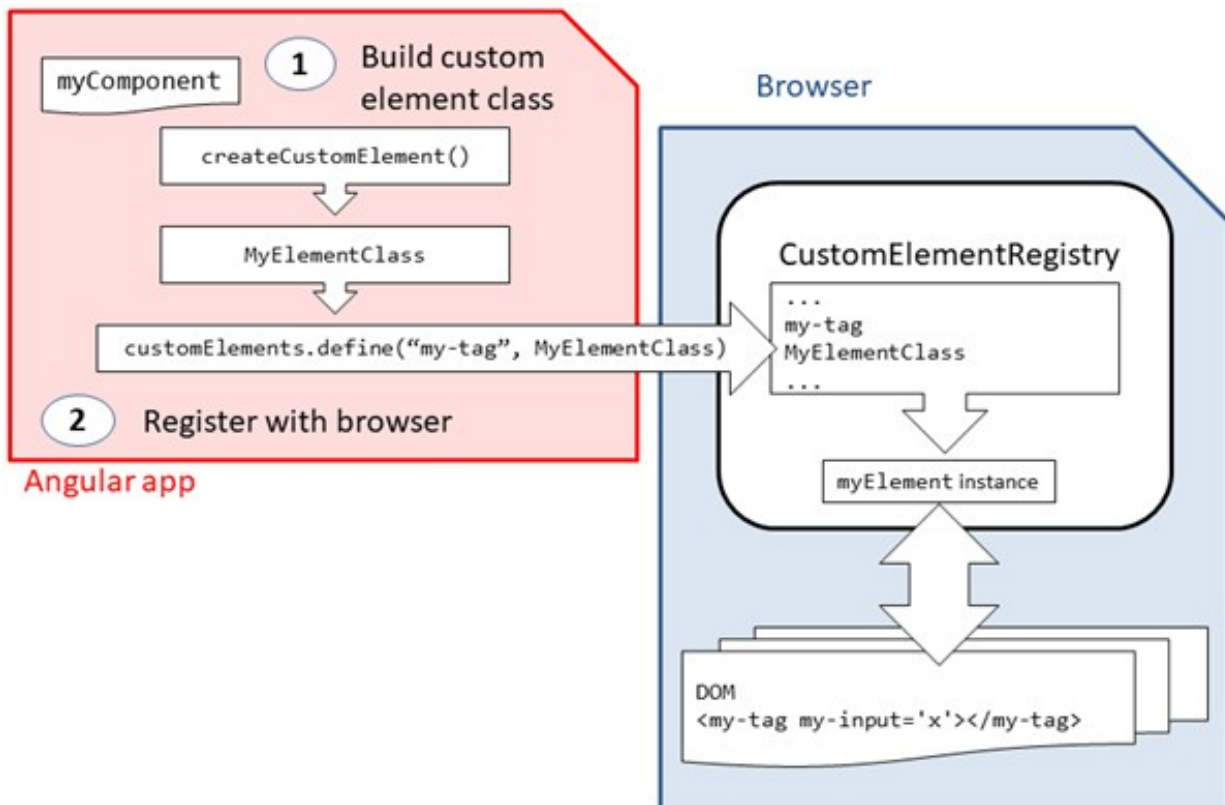 1
Build custom
element class
myComponent
createCustomElement()
MyElementClass
customElements.define(“my-tag”, MyElementClass)
2
Register with browser
Angular app
Browser
CustomElementRegistry
...
my-tag
MyElementClass
...
myElement instance
DOM
<my-tag my-input='x'></my-tag>